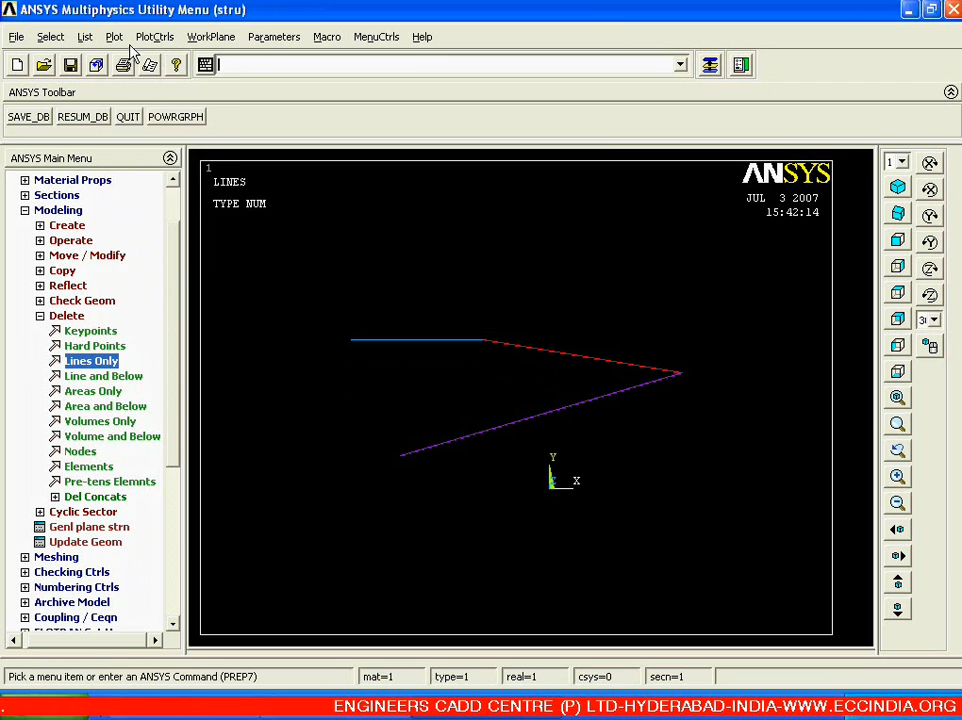 ANSYS Multiphysics Utility Menu (stru)
File Select List Plot PlotCtrls WorkPlane Parameters Macro MenuCtrls Help
ANSYS Toolbar
SAVE_DB RESUM_DB QUIT POWRGRPH
ANSYS Main Menu
Material Props
Sections
Modeling
Create
Operate
Move / Modify
Copy
Reflect
Check Geom
Delete
Keypoints
Hard Points
Lines Only
Line and Below
Areas Only
Area and Below
Volumes Only
Volume and Below
Nodes
Elements
Pre-tens Elemnts
Del Concats
Cyclic Sector
Genl plane strn
Update Geom
Meshing
Checking Ctrls
Numbering Ctrls
Archive Model
Coupling / Ceqn
1
LINES
TYPE NUM
ANSYS
JUL 3 2007
15:42:14
Y
X
1
Pick a menu item or enter an ANSYS Command (PREP7)
mat=1 type=1 real=1 csys=0 secn=1
. ENGINEERS CADD CENTRE (P) LTD-HYDERABAD-INDIA-WWW.ECCINDIA.ORG